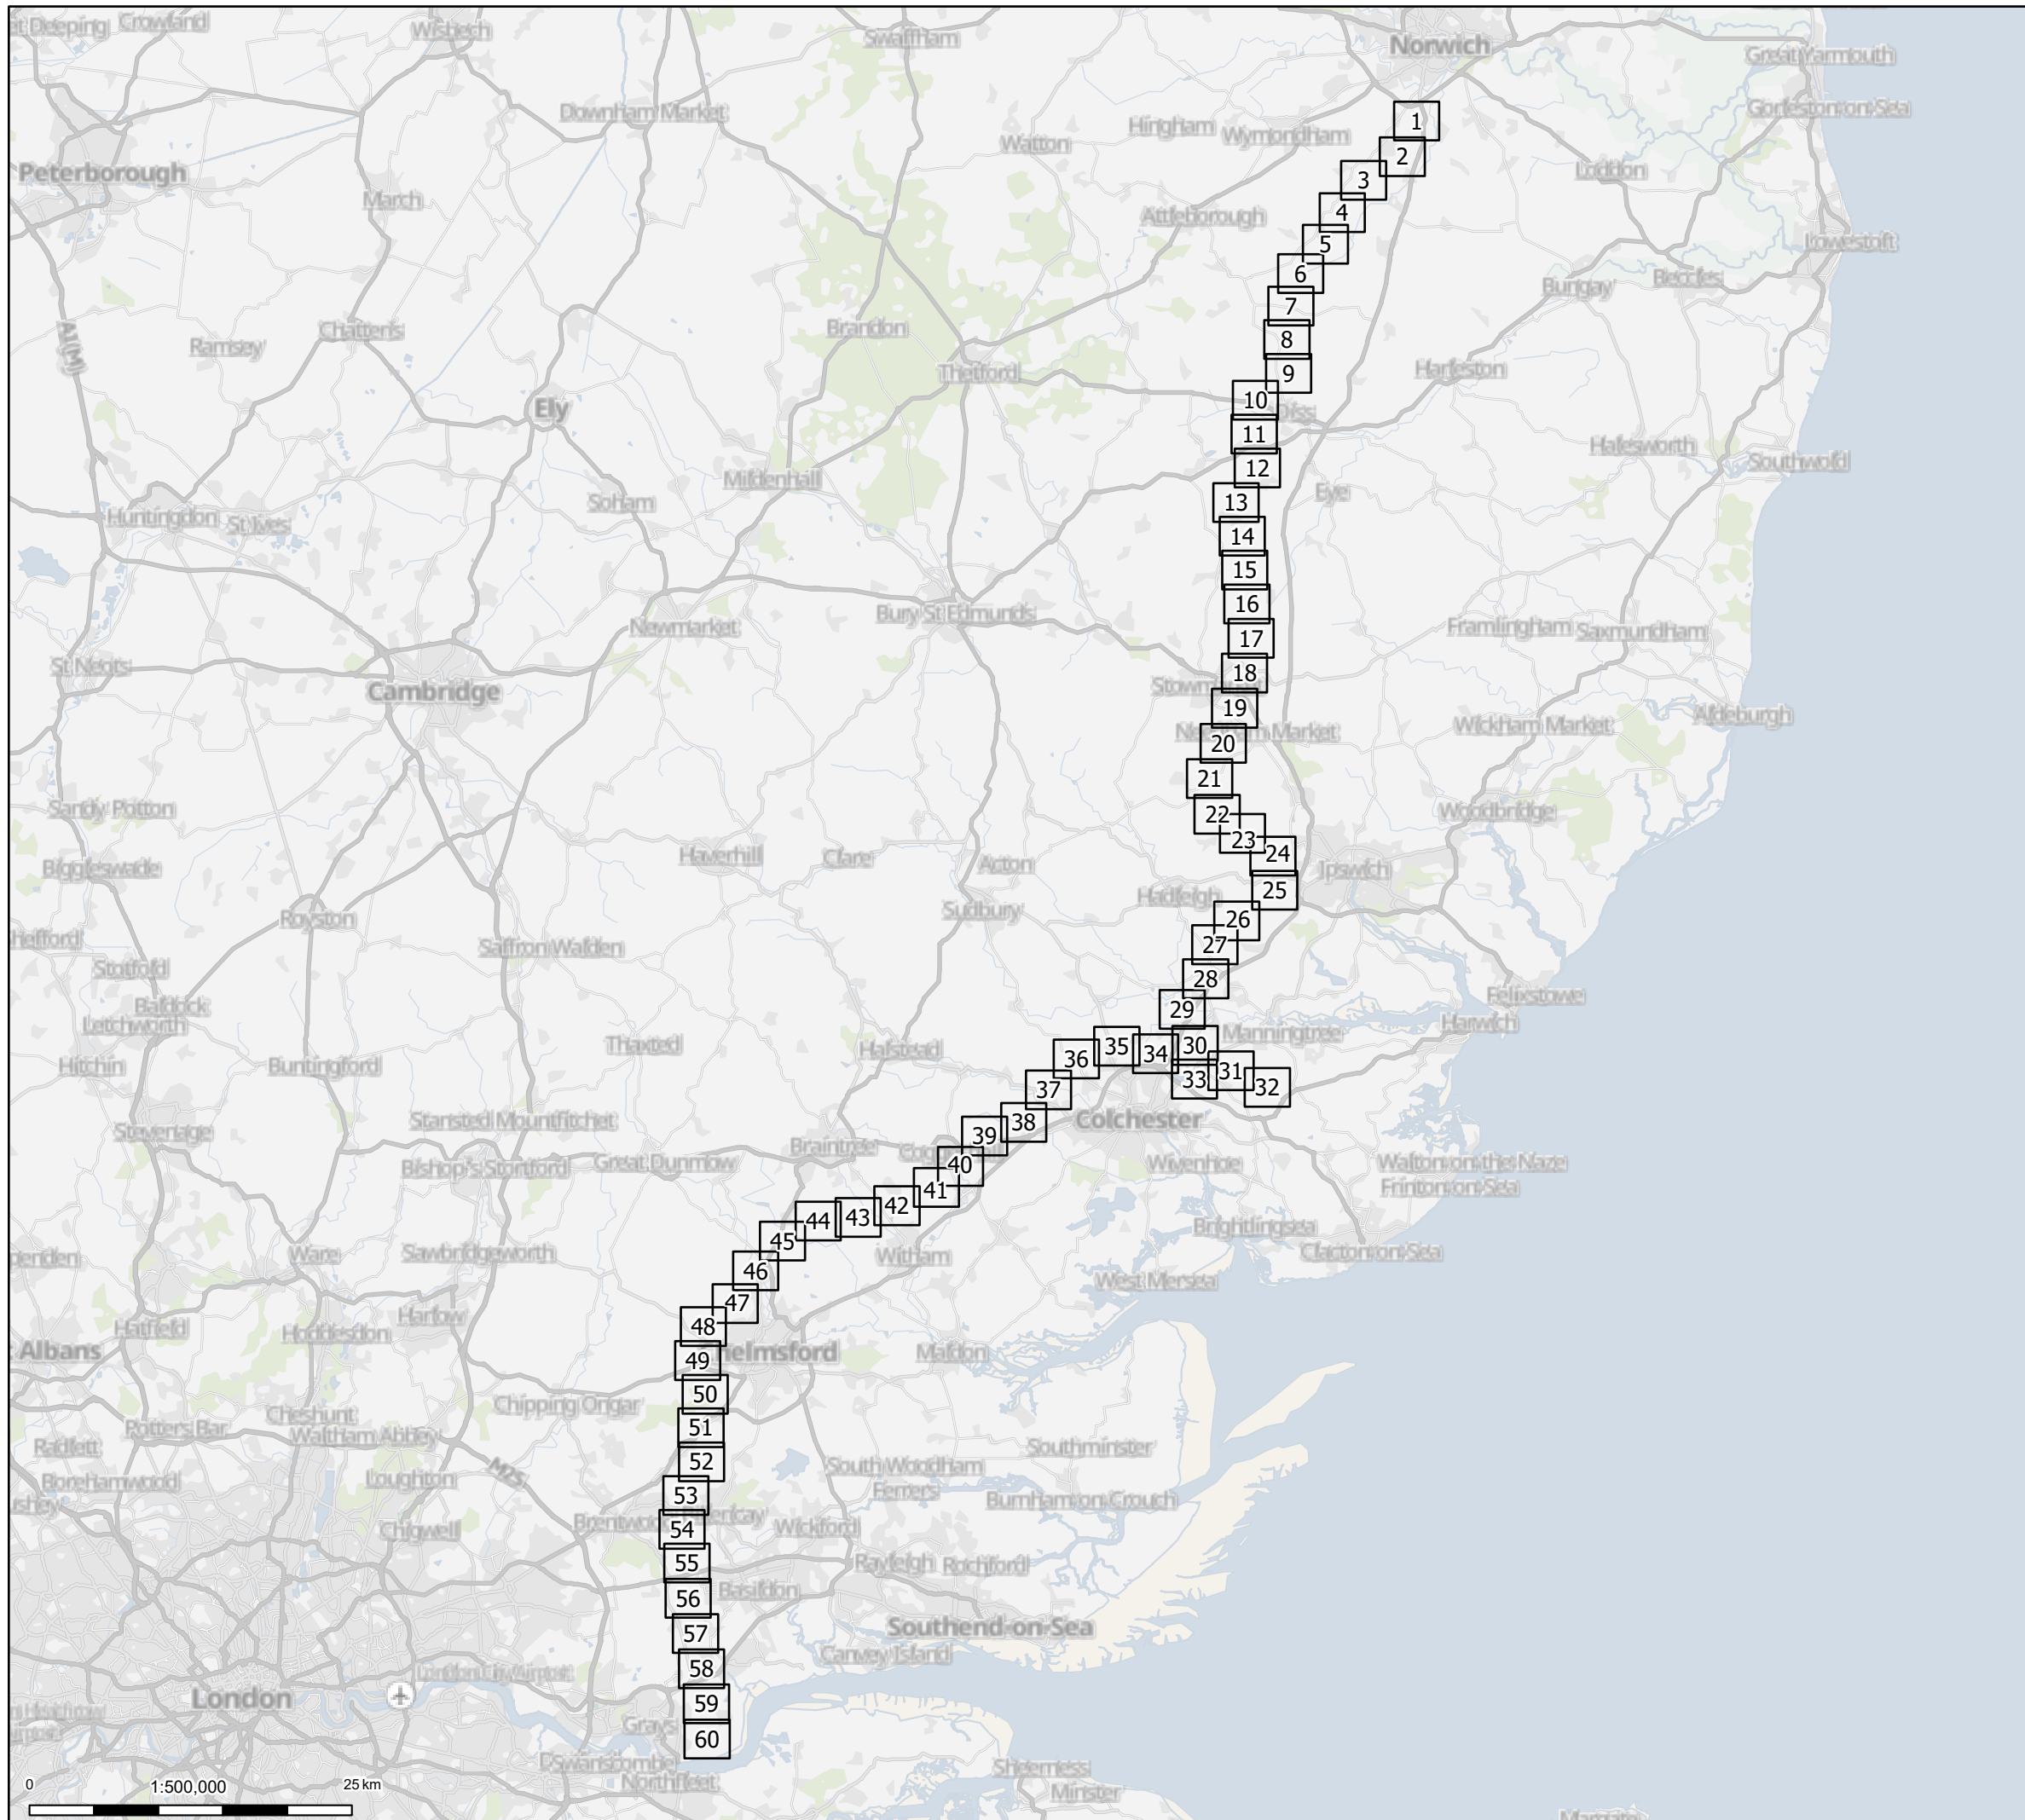 Crowland
Wisbech
Swaffham
Norwich
Great Yarmouth
Downham Market
Gorleston-on-Sea
Hingham
Wymondham
Watton
1
2
Peterborough
3
Loddon
March
4
Attleborough
5
Lowestoft
6
Beccles
Bungay
7
A1(M)
Chatteris
Brandon
8
Ramsey
Thetford
9
Harleston
10
Diss
Ely
11
Halesworth
12
Southwold
Mildenhall
Soham
13
Eye
Huntingdon
St Ives
14
15
16
Bury St Edmunds
Newmarket
17
Framlingham
Saxmundham
St Neots
18
Cambridge
19
Aldeburgh
Wickham Market
20
Market
21
Sandy Potton
22
Woodbridge
23
24
Haverhill
Clare
Acton
Biggleswade
Ipswich
25
Hadleigh
Sudbury
Royston
26
27
Saffron Walden
Stotfold
28
Felixstowe
Baldock
29
Letchworth
Harwich
Manningtree
Thaxted
Halstead
35
34
30
36
Hitchin
Buntingford
31
33
32
37
Stansted Mountfitchet
Colchester
38
Stevenage
39
Braintree
Bishop's Stortford
Great Dunmow
40
Wivenhoe
Walton-on-the-Naze
41
Frinton-on-Sea
42
43
44
Brightlingsea
45
Ware
Sawbridgeworth
Witham
Clacton-on-Sea
46
West Mersea
47
Harlow
48
Hatfield
Hoddesdon
Albans
49
helmsford
Maldon
50
Chipping Ongar
Cheshunt
51
Potters Bar
Waltham Abbey
Radlett
Southminster
52
South Woodham
Ferrers
M25
Borehamwood
Loughton
53
Burnham-on-Crouch
Brentwood
54
Wickford
Chigwell
55
Rayleigh
Rochford
56
Basildon
57
Southend-on-Sea
Canvey Island
58
London City Airport
London
59
Grays
60
Swanscombe
Sheerness
Northfleet
Minster
0
1:500,000
25 km